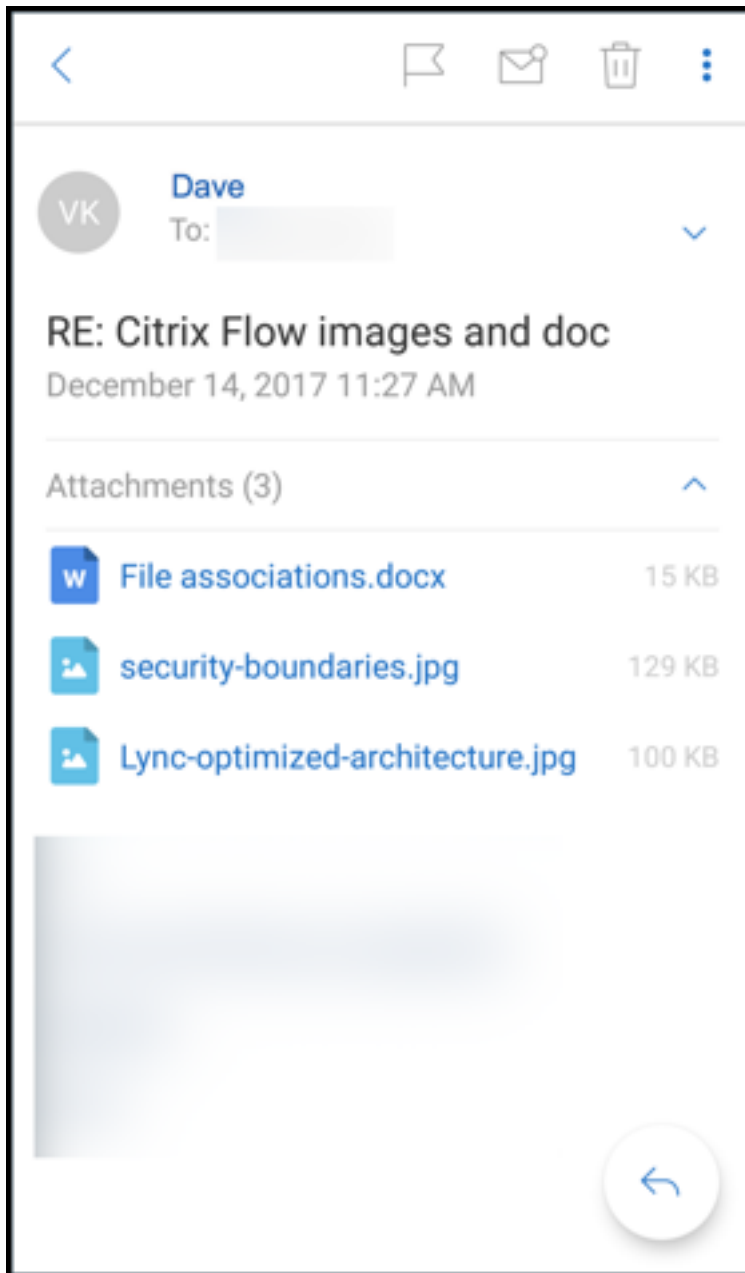 VK
Dave
To:
RE: Citrix Flow images and doc
December 14, 2017 11:27 AM
Attachments (3)
W File associations.docx 15 KB
security-boundaries.jpg 129 KB
Lync-optimized-architecture.jpg 100 KB